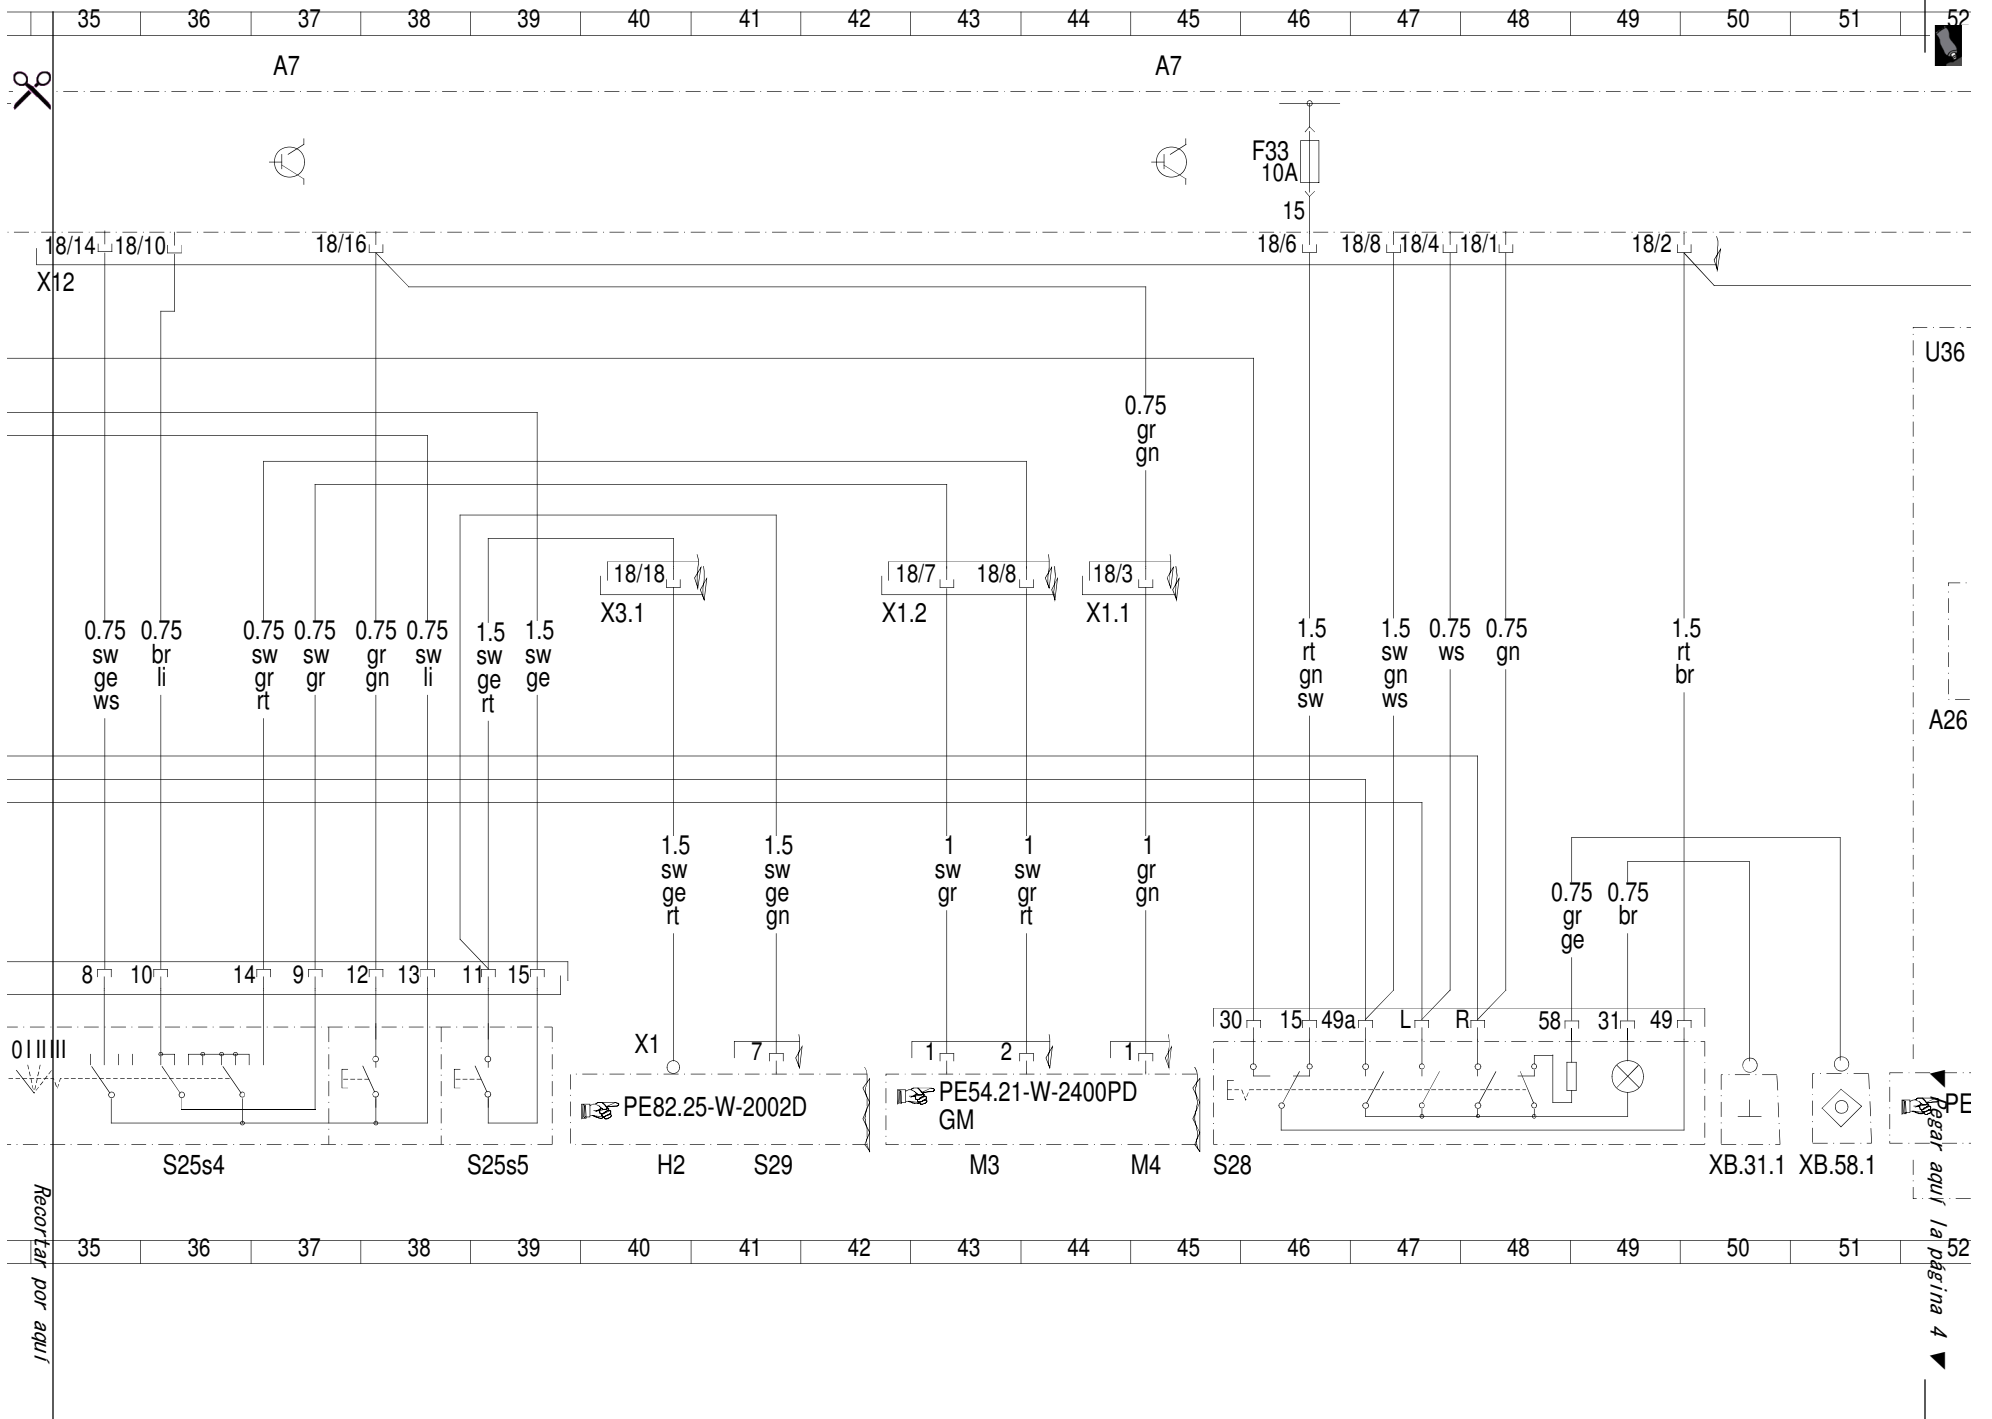 35 36 37 38 39 40 41 42 43 44 45 46 47 48 49 50 51 52
A7 A7
F33
10A
15
18/14 18/10 18/16 18/6 18/8 18/4 18/1 18/2
X12
U36
0.75
gr
gn
18/18 18/7 18/8 18/3
X3.1 X1.2 X1.1
0.75 0.75 0.75 0.75 0.75 0.75 1.5 1.5 1.5 1.5 0.75 0.75 1.5
sw br sw sw gr sw sw sw rt sw ws gn rt
ge li gr gr gn li ge ge gn gn br
ws rt rt sw ws
A26
1.5 1.5 1 1 1
sw sw sw sw gr
ge ge gr gr gn
rt gn rt
0.75 0.75
gr br
ge
8 10 14 9 12 13 11 15
30 15 49a L R 58 31 49
0 I II III
X1 7 1 2 1
PE82.25-W-2002D
PE54.21-W-2400PD
GM
PE
S25s4 S25s5 H2 S29 M3 M4 S28 XB.31.1 XB.58.1
Recortar por aquí
Pegar aquí la página 4
35 36 37 38 39 40 41 42 43 44 45 46 47 48 49 50 51 52